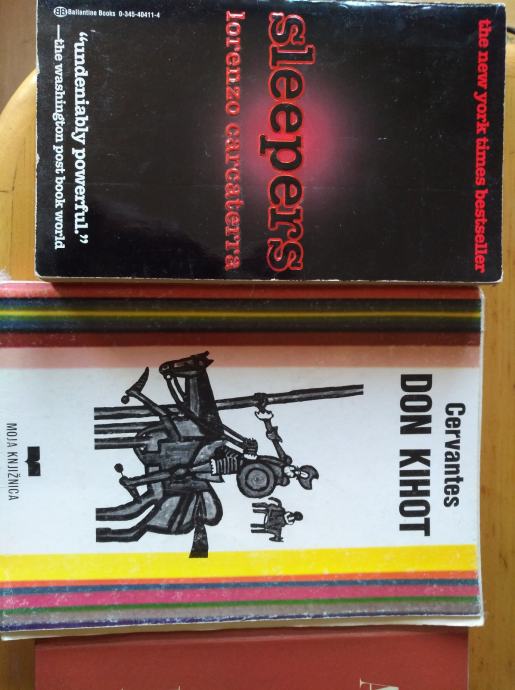 the new york times bestseller
sleepers
lorenzo carcaterra
"undeniably powerful."
—the washington post book world
Ballantine Books 0-345-40411-4
Cervantes
DON KIHOT
MOJA KNJIŽNICA